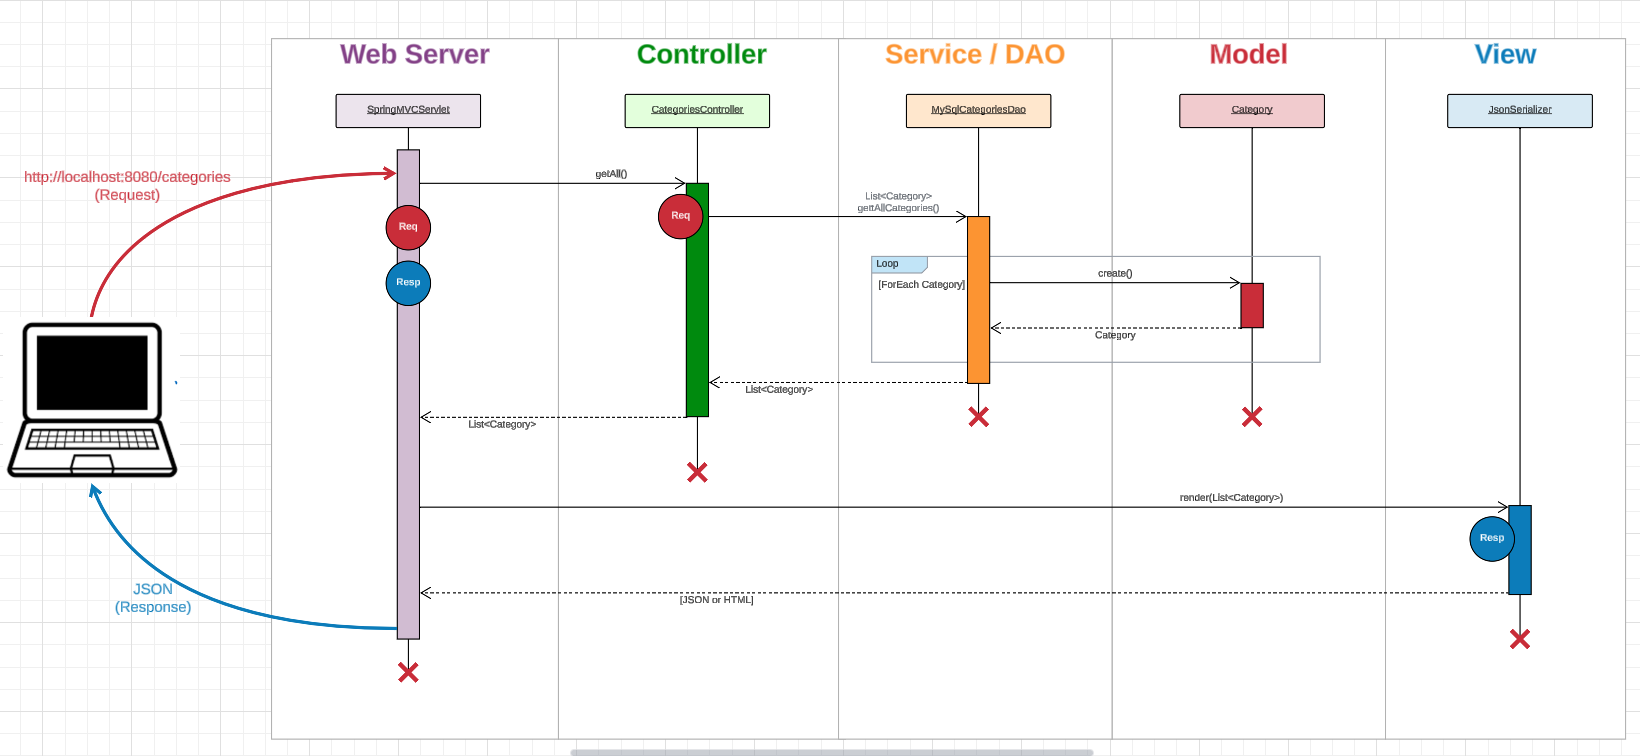 Web Server
Controller
Service / DAO
Model
View
SpringMVCServlet
CategoriesController
MySqlCategoriesDao
Category
JsonSerializer
http://localhost:8080/categories
(Request)
getAll()
List<Category>
gettAllCategories()
Req
Req
Resp
Loop
[ForEach Category]
create()
Category
List<Category>
List<Category>
render(List<Category>)
Resp
[JSON or HTML]
JSON
(Response)